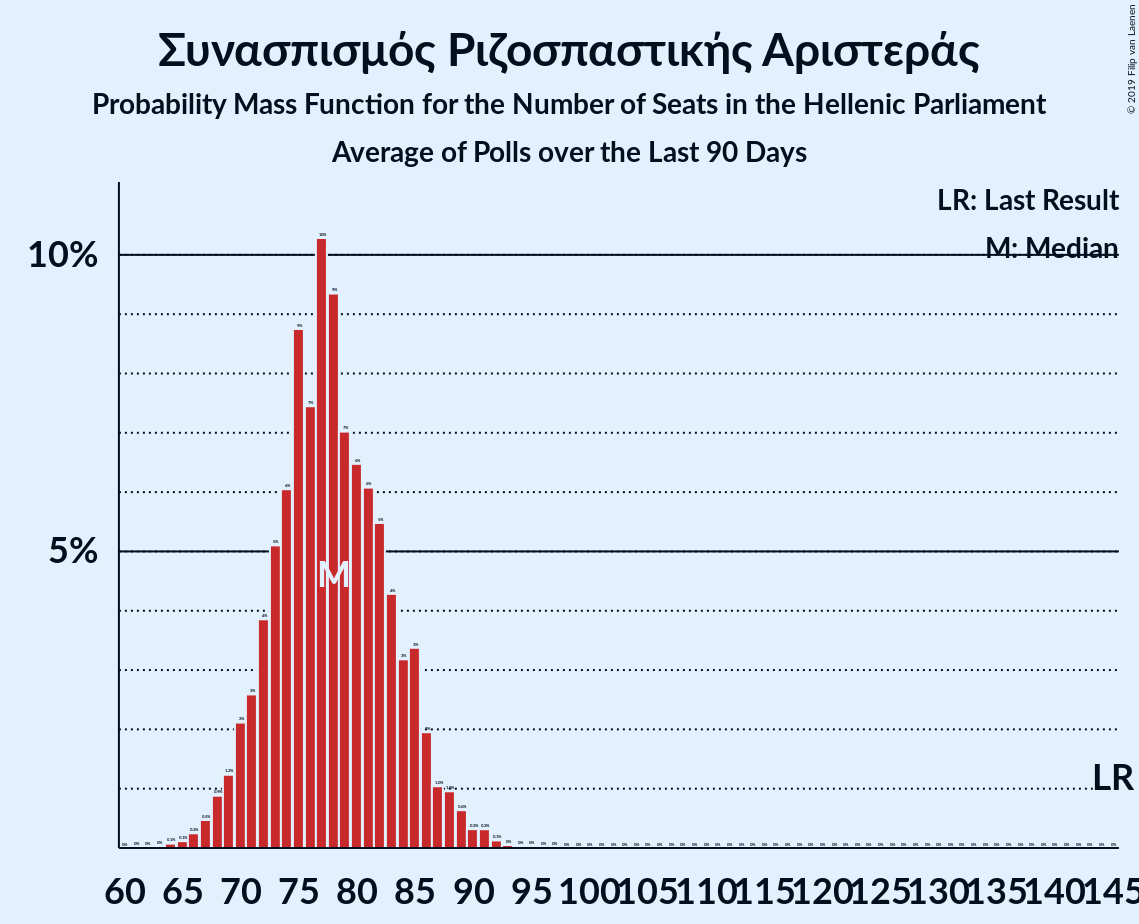 Συνασπισμός Ριζοσπαστικής Αριστεράς
Probability Mass Function for the Number of Seats in the Hellenic Parliament
Average of Polls over the Last 90 Days
© 2019 Filip van Laenen
LR: Last Result
M: Median
10%
5%
M
LR
60 65 70 75 80 85 90 95 100 105 110 115 120 125 130 135 140 145